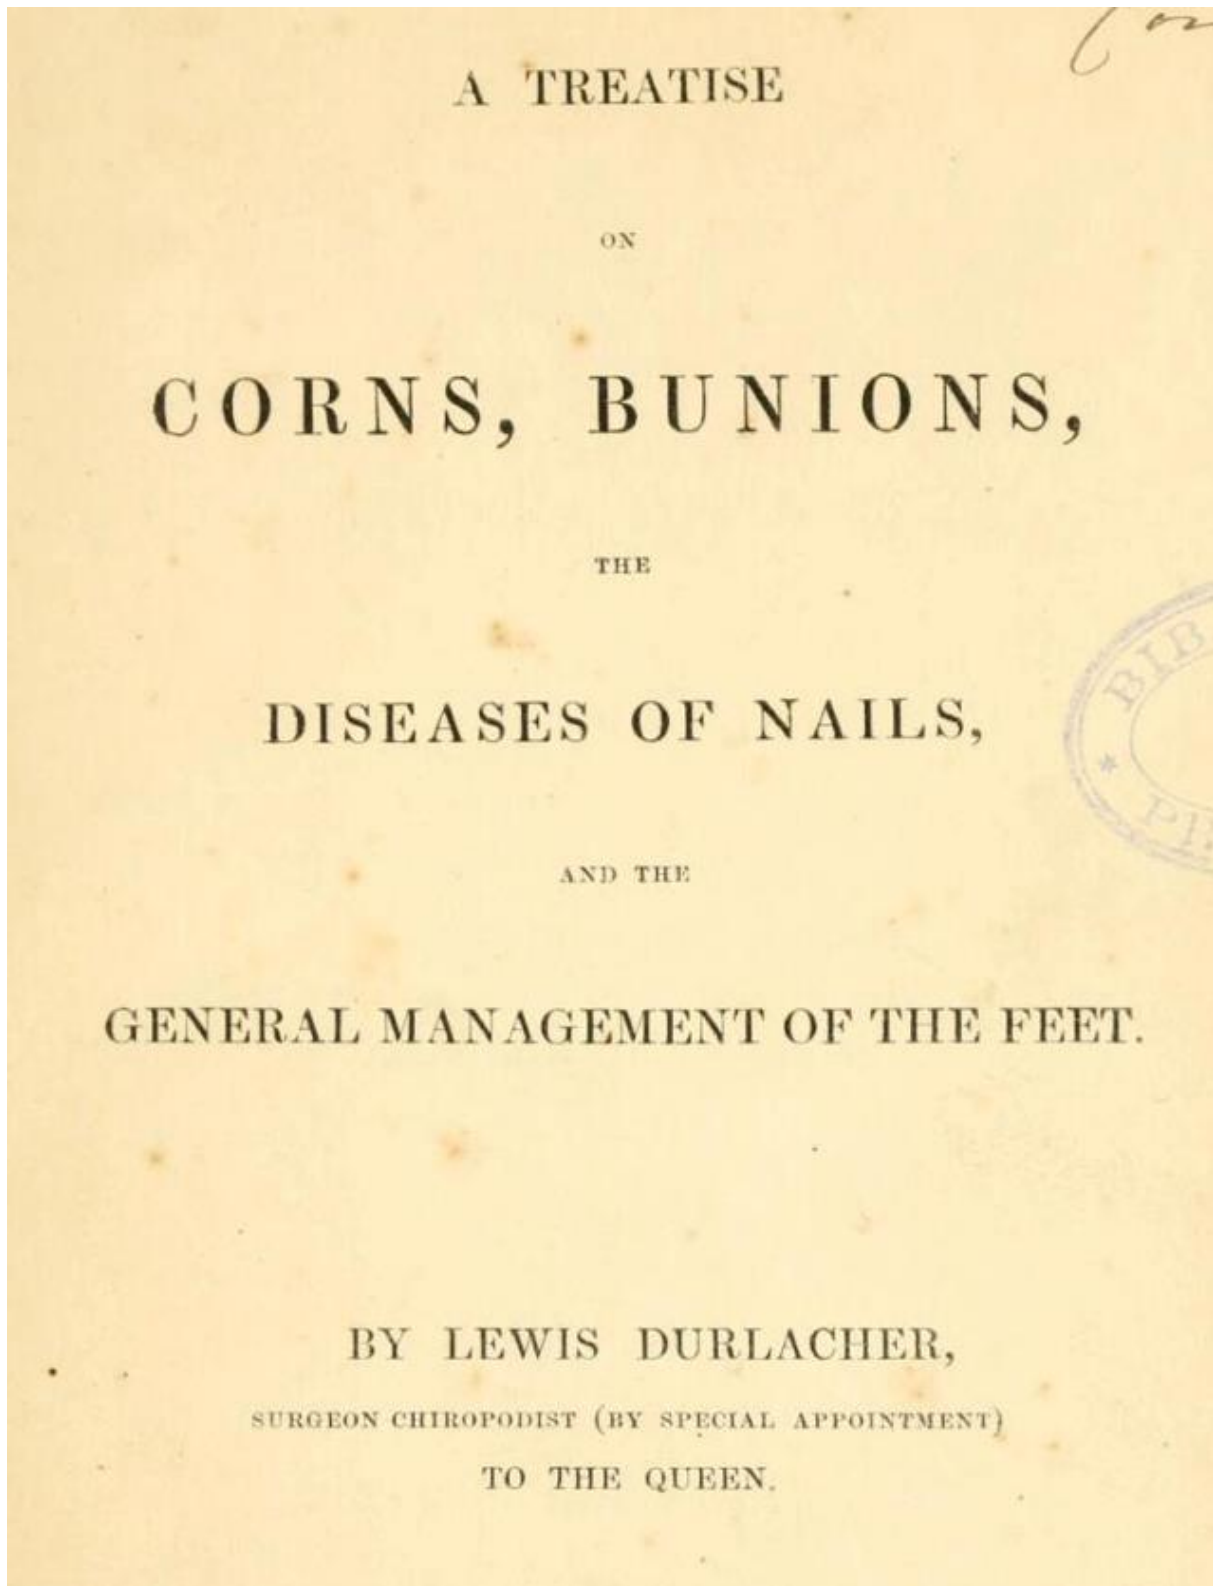 A TREATISE
ON
CORNS, BUNIONS,
THE
DISEASES OF NAILS,
AND THE
GENERAL MANAGEMENT OF THE FEET.
BY LEWIS DURLACHER,
SURGEON CHIROPODIST (BY SPECIAL APPOINTMENT)
TO THE QUEEN.